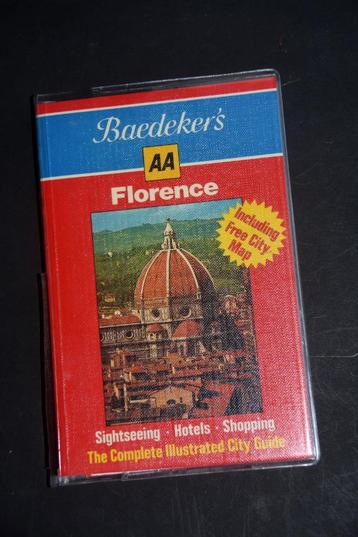 Baedeker's
AA
Florence
Including
Free City
Map
Sightseeing · Hotels · Shopping
The Complete Illustrated City Guide